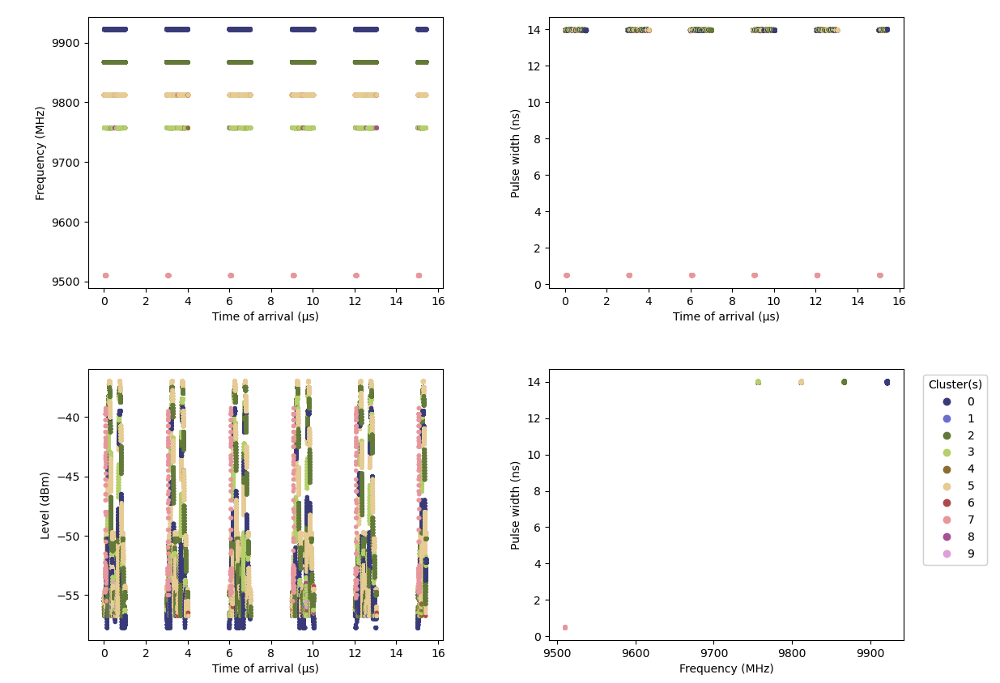 9900
9800
9700
9600
9500
Frequency (MHz)
0 2 4 6 8 10 12 14 16
Time of arrival (µs)
14
12
10
8
6
4
2
0
Pulse width (ns)
0 2 4 6 8 10 12 14 16
Time of arrival (µs)
−40
−45
−50
−55
Level (dBm)
0 2 4 6 8 10 12 14 16
Time of arrival (µs)
14
12
10
8
6
4
2
0
Pulse width (ns)
9500 9600 9700 9800 9900
Frequency (MHz)
Cluster(s)
0
1
2
3
4
5
6
7
8
9